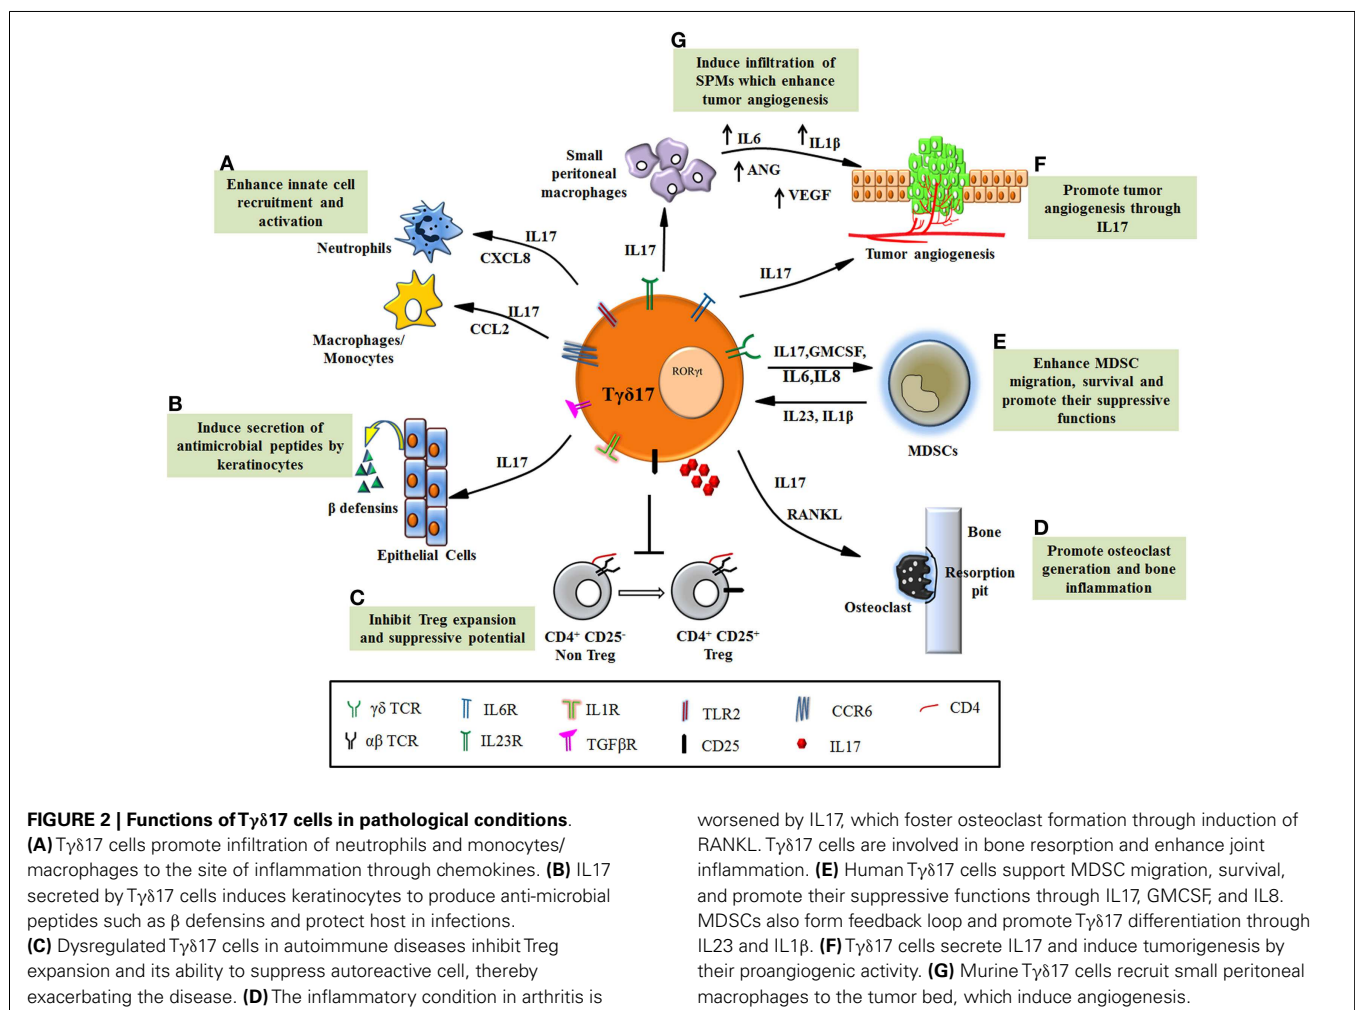 G
Induce infiltration of
SPMs which enhance
tumor angiogenesis
IL6
IL1β
ANG
VEGF
Small
peritoneal
macrophages
A
Enhance innate cell
recruitment and
activation
Neutrophils
IL17
CXCL8
IL17
F
Promote tumor
angiogenesis through
IL17
Tumor angiogenesis
IL17
Macrophages/
Monocytes
IL17
CCL2
RORγt
Tγδ17
IL17,GMCSF,
IL6,IL8
IL23, IL1β
MDSCs
E
Enhance MDSC
migration, survival and
promote their suppressive
functions
B
Induce secretion of
antimicrobial peptides by
keratinocytes
β defensins
Epithelial Cells
IL17
IL17
RANKL
Bone
Resorption
pit
Osteoclast
D
Promote osteoclast
generation and bone
inflammation
C
Inhibit Treg expansion
and suppressive potential
CD4+ CD25-
Non Treg
CD4+ CD25+
Treg
γδ TCR
IL6R
IL1R
TLR2
CCR6
CD4
αβ TCR
IL23R
TGFβR
CD25
IL17
FIGURE 2 | Functions of Tγδ17 cells in pathological conditions.
(A) Tγδ17 cells promote infiltration of neutrophils and monocytes/
macrophages to the site of inflammation through chemokines. (B) IL17
secreted by Tγδ17 cells induces keratinocytes to produce anti-microbial
peptides such as β defensins and protect host in infections.
(C) Dysregulated Tγδ17 cells in autoimmune diseases inhibit Treg
expansion and its ability to suppress autoreactive cell, thereby
exacerbating the disease. (D) The inflammatory condition in arthritis is
worsened by IL17, which foster osteoclast formation through induction of
RANKL. Tγδ17 cells are involved in bone resorption and enhance joint
inflammation. (E) Human Tγδ17 cells support MDSC migration, survival,
and promote their suppressive functions through IL17, GMCSF, and IL8.
MDSCs also form feedback loop and promote Tγδ17 differentiation through
IL23 and IL1β. (F) Tγδ17 cells secrete IL17 and induce tumorigenesis by
their proangiogenic activity. (G) Murine Tγδ17 cells recruit small peritoneal
macrophages to the tumor bed, which induce angiogenesis.